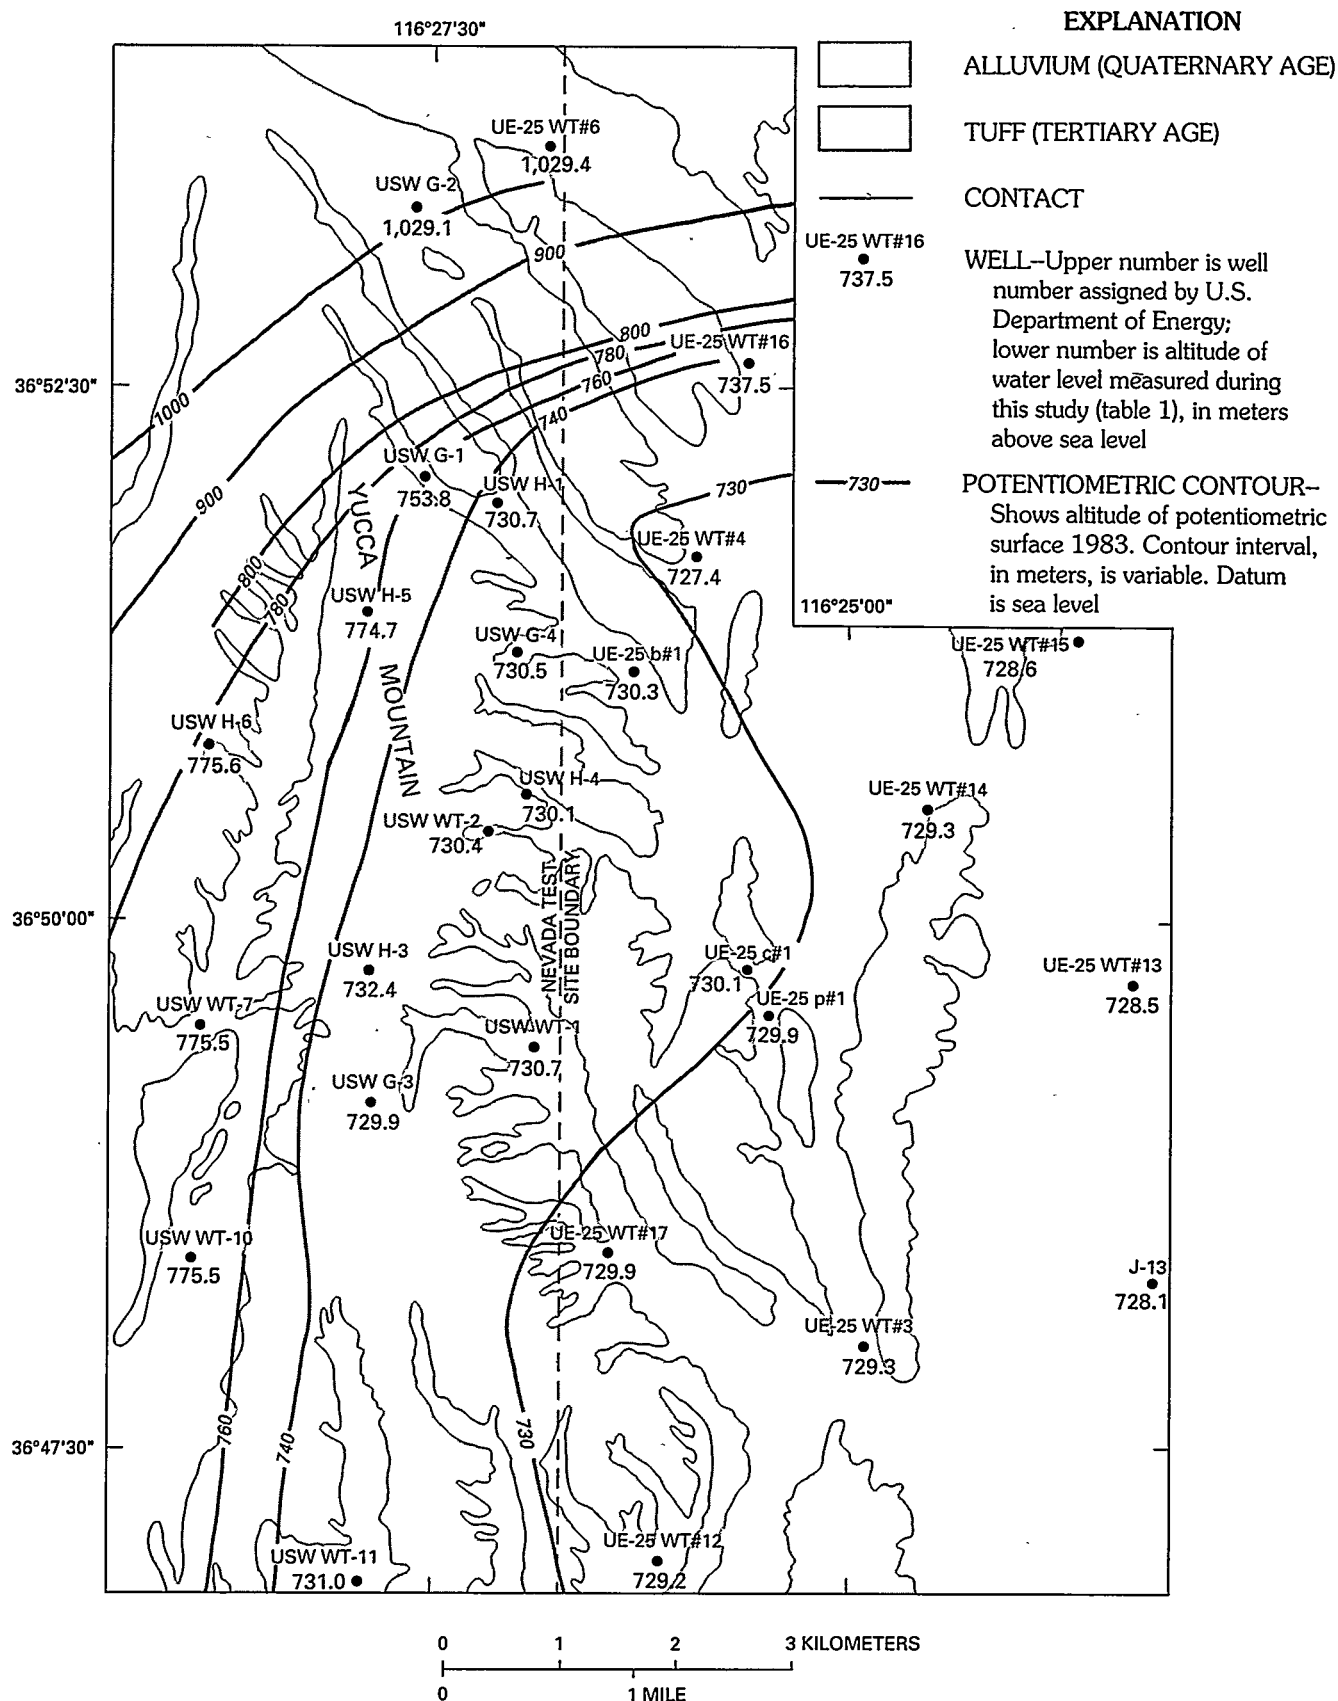 116°27'30"
EXPLANATION
ALLUVIUM (QUATERNARY AGE)
TUFF (TERTIARY AGE)
CONTACT
UE-25 WT#16
737.5
WELL–Upper number is well
number assigned by U.S.
Department of Energy;
lower number is altitude of
water level measured during
this study (table 1), in meters
above sea level
730
POTENTIOMETRIC CONTOUR–
Shows altitude of potentiometric
surface 1983. Contour interval,
in meters, is variable. Datum
is sea level
UE-25 WT#6
1,029.4
USW G-2
1,029.1
900
800
780
760
740
UE-25 WT#16
737.5
36°52'30"
1000
900
800
780
USW G-1
753.8
USW H-1
730.7
730
UE-25 WT#4
727.4
YUCCA
MOUNTAIN
USW H-5
774.7
116°25'00"
USW G-4
730.5
UE-25 b#1
730.3
UE-25 WT#15
728.6
USW H-6
775.6
USW H-4
730.1
UE-25 WT#14
729.3
USW WT-2
730.4
NEVADA TEST
SITE BOUNDARY
36°50'00"
USW H-3
732.4
UE-25 c#1
730.1
UE-25 WT#13
728.5
USW WT-7
775.5
UE-25 p#1
729.9
USW WT-1
730.7
USW G-3
729.9
USW WT-10
775.5
UE-25 WT#17
729.9
J-13
728.1
UE-25 WT#3
729.3
36°47'30"
760
740
730
USW WT-11
731.0
UE-25 WT#12
729.2
0 1 2 3 KILOMETERS
0 1 MILE